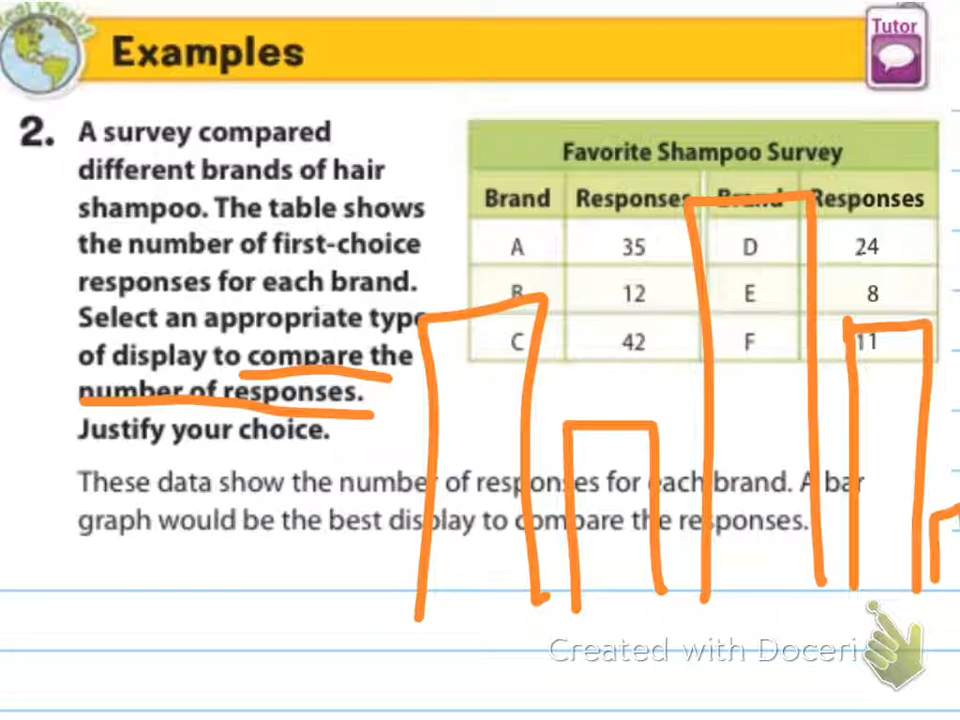 Real World
Examples
Tutor
2. A survey compared
different brands of hair
shampoo. The table shows
the number of first-choice
responses for each brand.
Select an appropriate type
of display to compare the
number of responses.
Justify your choice.
Favorite Shampoo Survey
Brand Responses Brand Responses
A 35 D 24
B 12 E 8
C 42 F 11
These data show the number of responses for each brand. A bar
graph would be the best display to compare the responses.
Created with Doceri